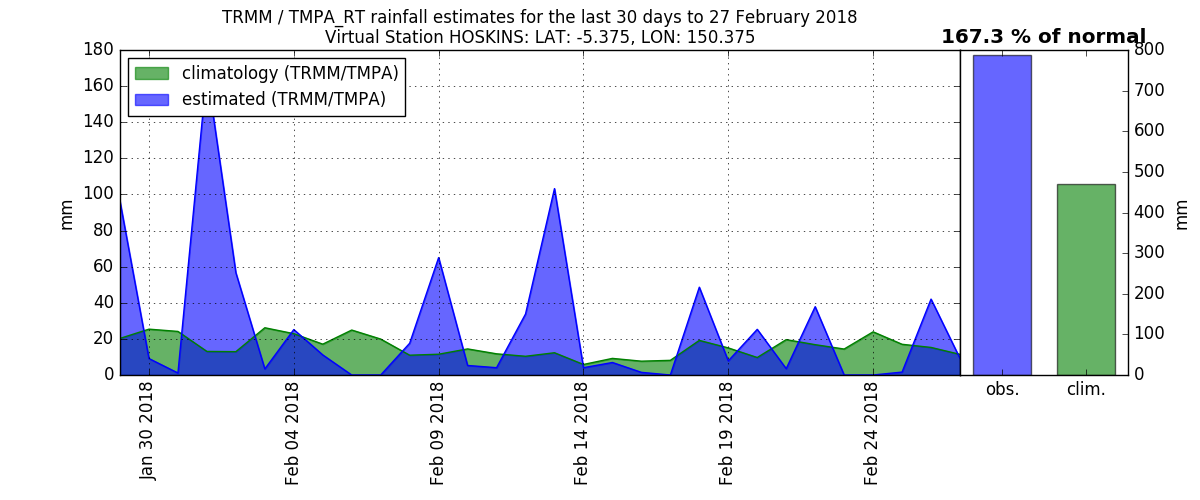 TRMM / TMPA_RT rainfall estimates for the last 30 days to 27 February 2018
Virtual Station HOSKINS: LAT: -5.375, LON: 150.375
167.3 % of normal
climatology (TRMM/TMPA)
estimated (TRMM/TMPA)
mm
180
160
140
120
100
80
60
40
20
0
Jan 30 2018
Feb 04 2018
Feb 09 2018
Feb 14 2018
Feb 19 2018
Feb 24 2018
obs.
clim.
800
700
600
500
400
300
200
100
0
mm